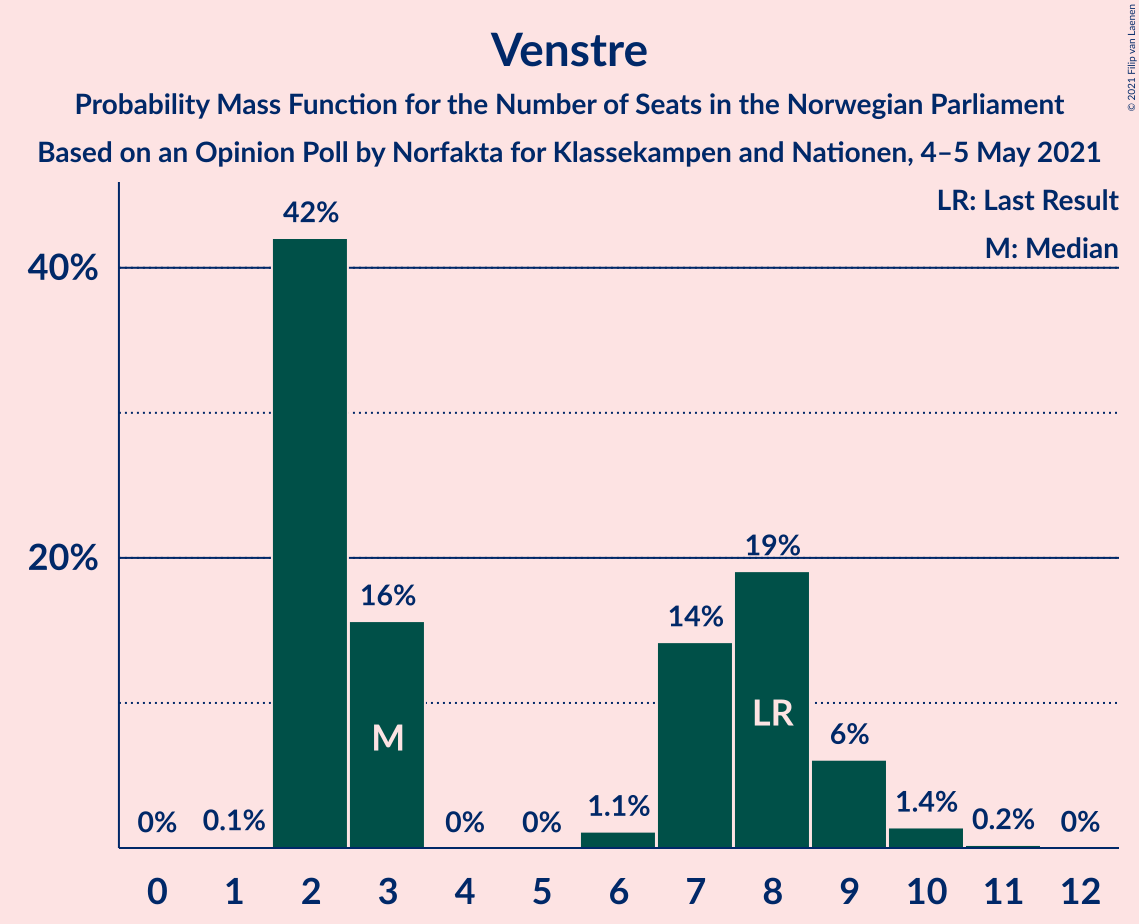 Venstre
Probability Mass Function for the Number of Seats in the Norwegian Parliament
Based on an Opinion Poll by Norfakta for Klassekampen and Nationen, 4–5 May 2021
© 2021 Filip van Laenen
LR: Last Result
M: Median
40%
20%
0%
0.1%
42%
16%
0%
0%
1.1%
14%
19%
6%
1.4%
0.2%
0%
M
LR
0 1 2 3 4 5 6 7 8 9 10 11 12